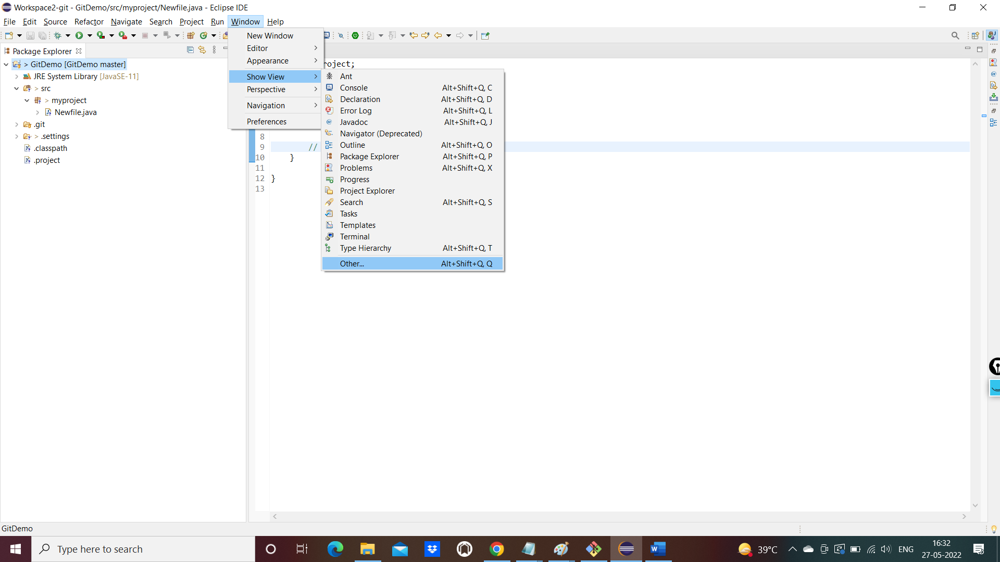 Workspace2-git - GitDemo/src/myproject/Newfile.java - Eclipse IDE
File Edit Source Refactor Navigate Search Project Run Window Help
Package Explorer
> GitDemo [GitDemo master]
JRE System Library [JavaSE-11]
> src
> myproject
Newfile.java
.git
> .settings
.classpath
.project
New Window
Editor
Appearance
Show View
Perspective
Navigation
Preferences
roject;
Ant
Console Alt+Shift+Q, C
Declaration Alt+Shift+Q, D
Error Log Alt+Shift+Q, L
Javadoc Alt+Shift+Q, J
Navigator (Deprecated)
Outline Alt+Shift+Q, O
Package Explorer Alt+Shift+Q, P
Problems Alt+Shift+Q, X
Progress
Project Explorer
Search Alt+Shift+Q, S
Tasks
Templates
Terminal
Type Hierarchy Alt+Shift+Q, T
Other... Alt+Shift+Q, Q
8
9 //
10 }
11
12 }
13
GitDemo
Type here to search
39°C
ENG
16:32
27-05-2022